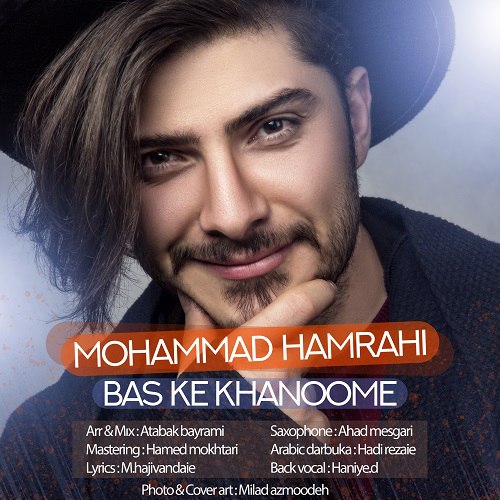 MOHAMMAD HAMRAHI
BAS KE KHANOOME
Arr & Mix : Atabak bayrami
Saxophone : Ahad mesgari
Mastering : Hamed mokhtari
Arabic darbuka : Hadi rezaie
Lyrics : M.hajivandaie
Back vocal : Haniye.d
Photo & Cover art : Milad azmoodeh